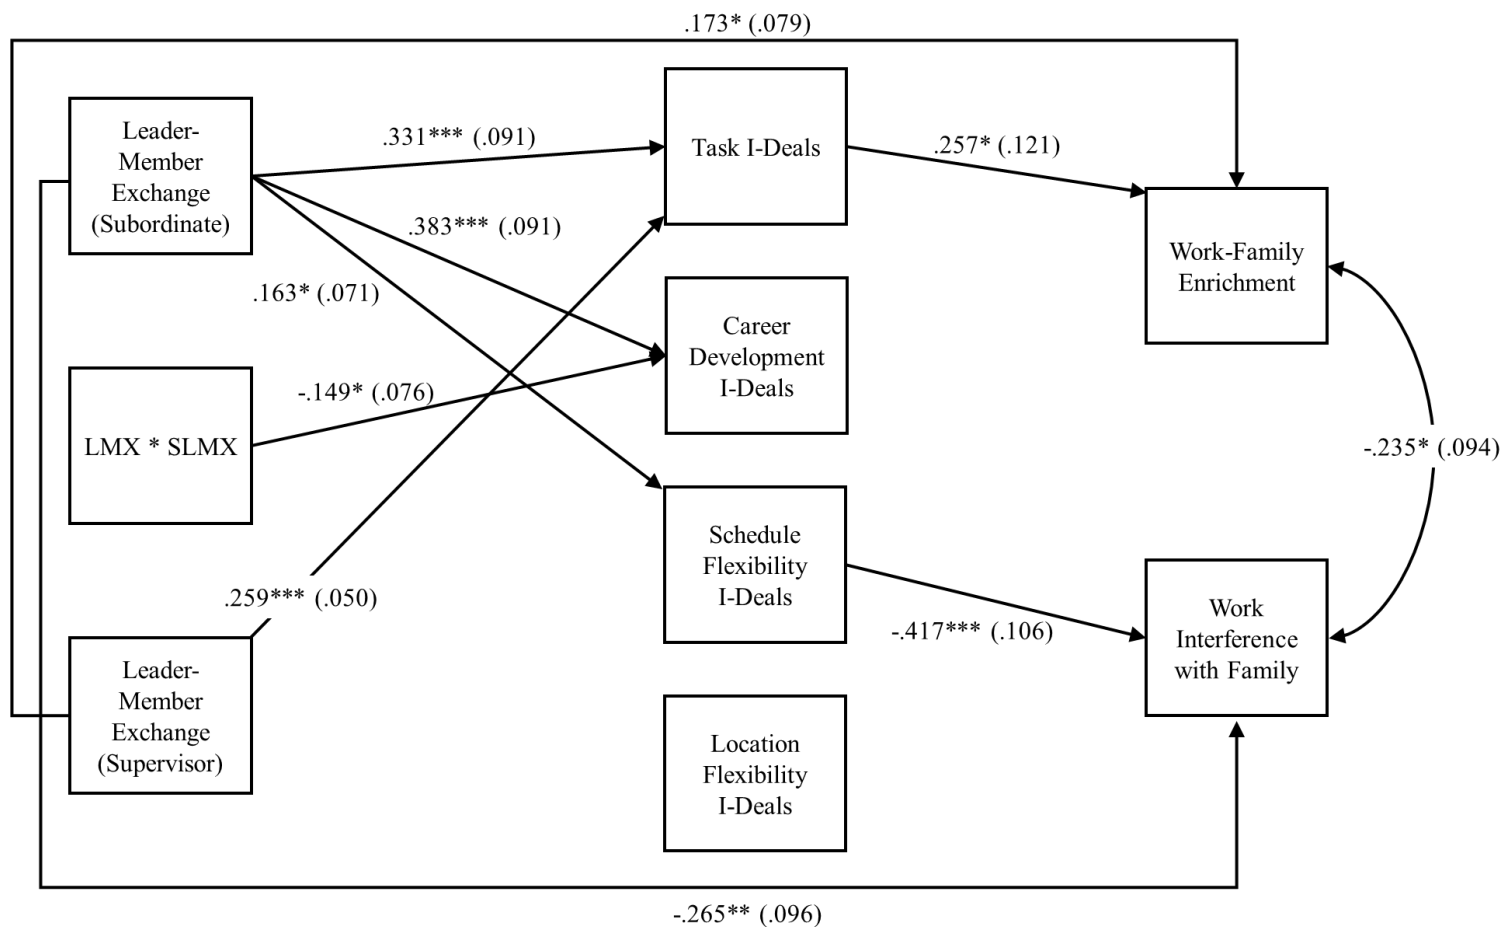 .173* (.079)
Leader-
Member
Exchange
(Subordinate)
.331*** (.091)
Task I-Deals
.257* (.121)
.383*** (.091)
.163* (.071)
Work-Family
Enrichment
Career
Development
I-Deals
LMX * SLMX
-.149* (.076)
-.235* (.094)
Schedule
Flexibility
I-Deals
.259*** (.050)
-.417*** (.106)
Work
Interference
with Family
Leader-
Member
Exchange
(Supervisor)
Location
Flexibility
I-Deals
-.265** (.096)